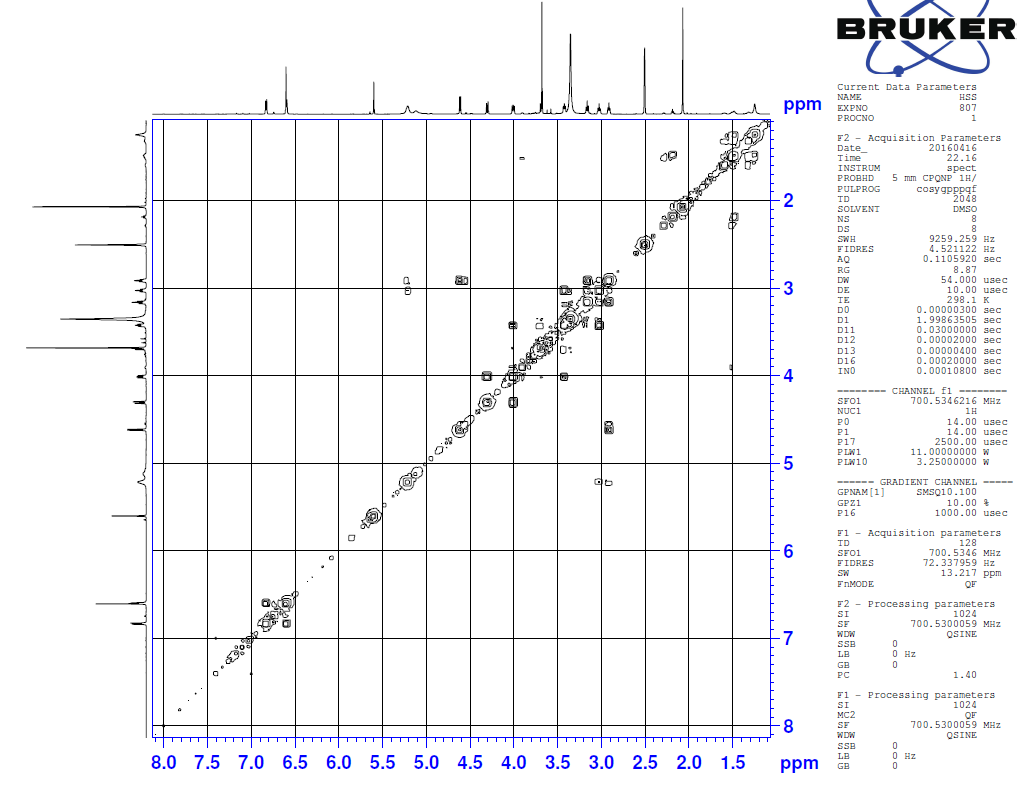 BRUKER
Current Data Parameters
NAME HSS
EXPNO 807
PROCNO 1
F2 - Acquisition Parameters
Date_ 20160416
Time 22.16
INSTRUM spect
PROBHD 5 mm CPQNP 1H/
PULPROG cosygpppqf
TD 2048
SOLVENT DMSO
NS 8
DS 8
SWH 9259.259 Hz
FIDRES 4.521122 Hz
AQ 0.1105920 sec
RG 8.87
DW 54.000 usec
DE 10.00 usec
TE 298.1 K
D0 0.00000300 sec
D1 1.99863505 sec
D11 0.03000000 sec
D12 0.00002000 sec
D13 0.00000400 sec
D16 0.00020000 sec
IN0 0.00010800 sec
======== CHANNEL f1 ========
SFO1 700.5346216 MHz
NUC1 1H
P0 14.00 usec
P1 14.00 usec
P17 2500.00 usec
PLW1 11.00000000 W
PLW10 3.25000000 W
====== GRADIENT CHANNEL =====
GPNAM[1] SMSQ10.100
GPZ1 10.00 %
P16 1000.00 usec
F1 - Acquisition parameters
TD 128
SFO1 700.5346 MHz
FIDRES 72.337959 Hz
SW 13.217 ppm
FnMODE QF
F2 - Processing parameters
SI 1024
SF 700.5300059 MHz
WDW QSINE
SSB 0
LB 0 Hz
GB 0
PC 1.40
F1 - Processing parameters
SI 1024
MC2 QF
SF 700.5300059 MHz
WDW QSINE
SSB 0
LB 0 Hz
GB 0
ppm
2
3
4
5
6
7
8
8.0 7.5 7.0 6.5 6.0 5.5 5.0 4.5 4.0 3.5 3.0 2.5 2.0 1.5 ppm